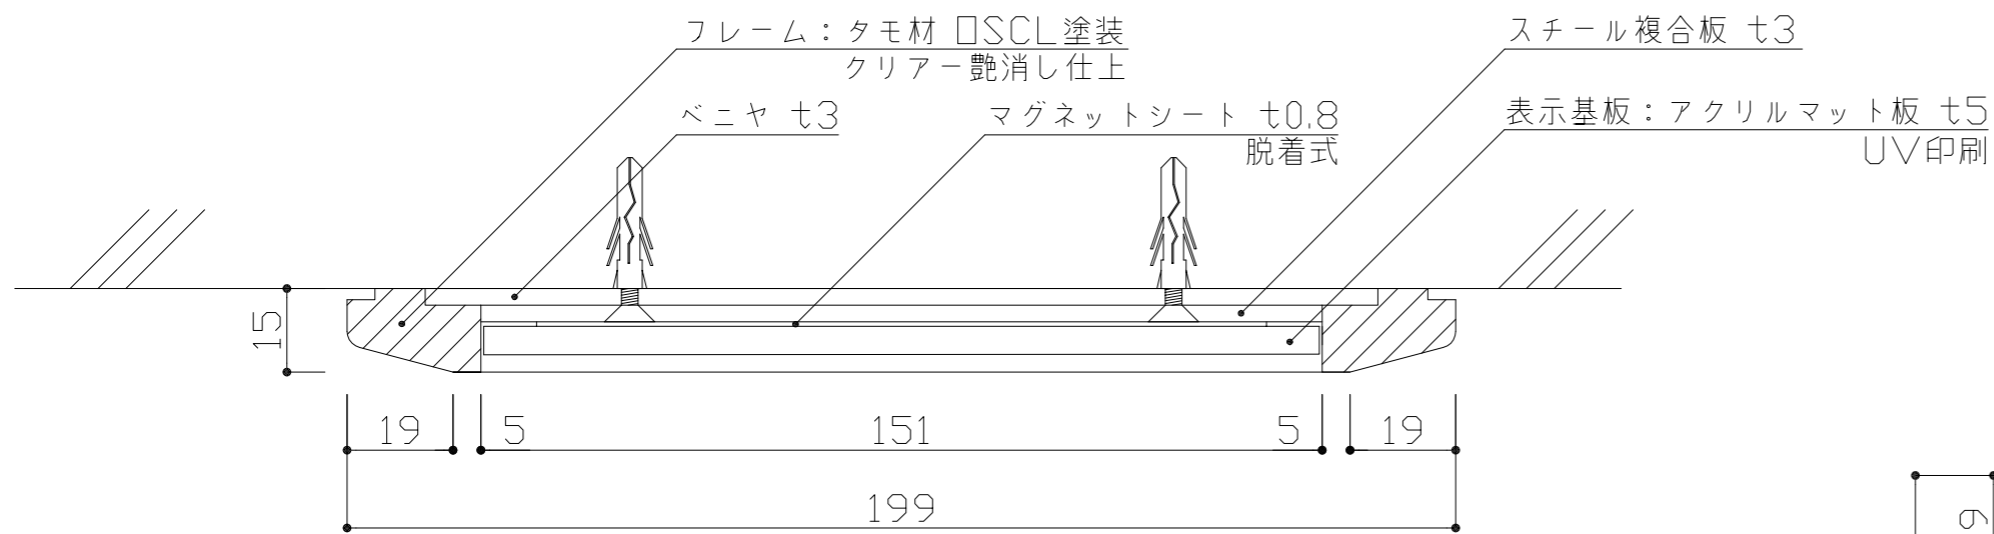 フレーム：タモ材 OSCL塗装
クリアー艶消し仕上
スチール複合板 t3
ベニヤ t3
マグネットシート t0.8
脱着式
表示基板：アクリルマット板 t5
UV印刷
15
19 5 151 5 19
199
9